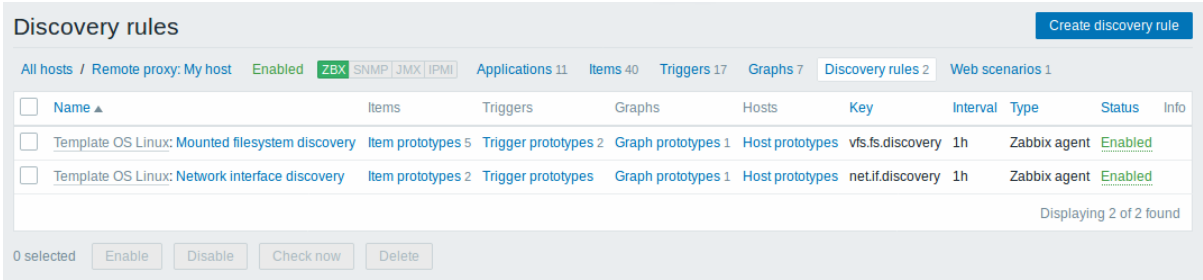 Discovery rules
Create discovery rule
All hosts / Remote proxy: My host Enabled ZBX SNMP JMX IPMI Applications 11 Items 40 Triggers 17 Graphs 7 Discovery rules 2 Web scenarios 1
Name Items Triggers Graphs Hosts Key Interval Type Status Info
Template OS Linux: Mounted filesystem discovery Item prototypes 5 Trigger prototypes 2 Graph prototypes 1 Host prototypes vfs.fs.discovery 1h Zabbix agent Enabled
Template OS Linux: Network interface discovery Item prototypes 2 Trigger prototypes Graph prototypes 1 Host prototypes net.if.discovery 1h Zabbix agent Enabled
Displaying 2 of 2 found
0 selected Enable Disable Check now Delete